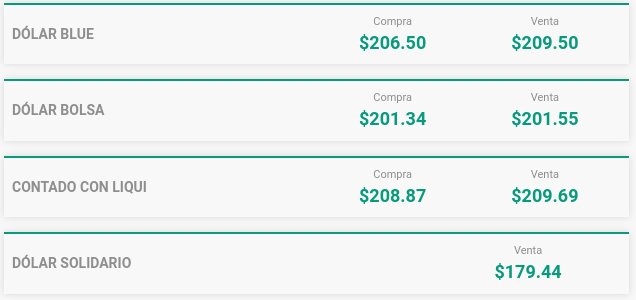 DÓLAR BLUE
Compra
Venta
$206.50
$209.50
DÓLAR BOLSA
Compra
Venta
$201.34
$201.55
CONTADO CON LIQUI
Compra
Venta
$208.87
$209.69
DÓLAR SOLIDARIO
Venta
$179.44